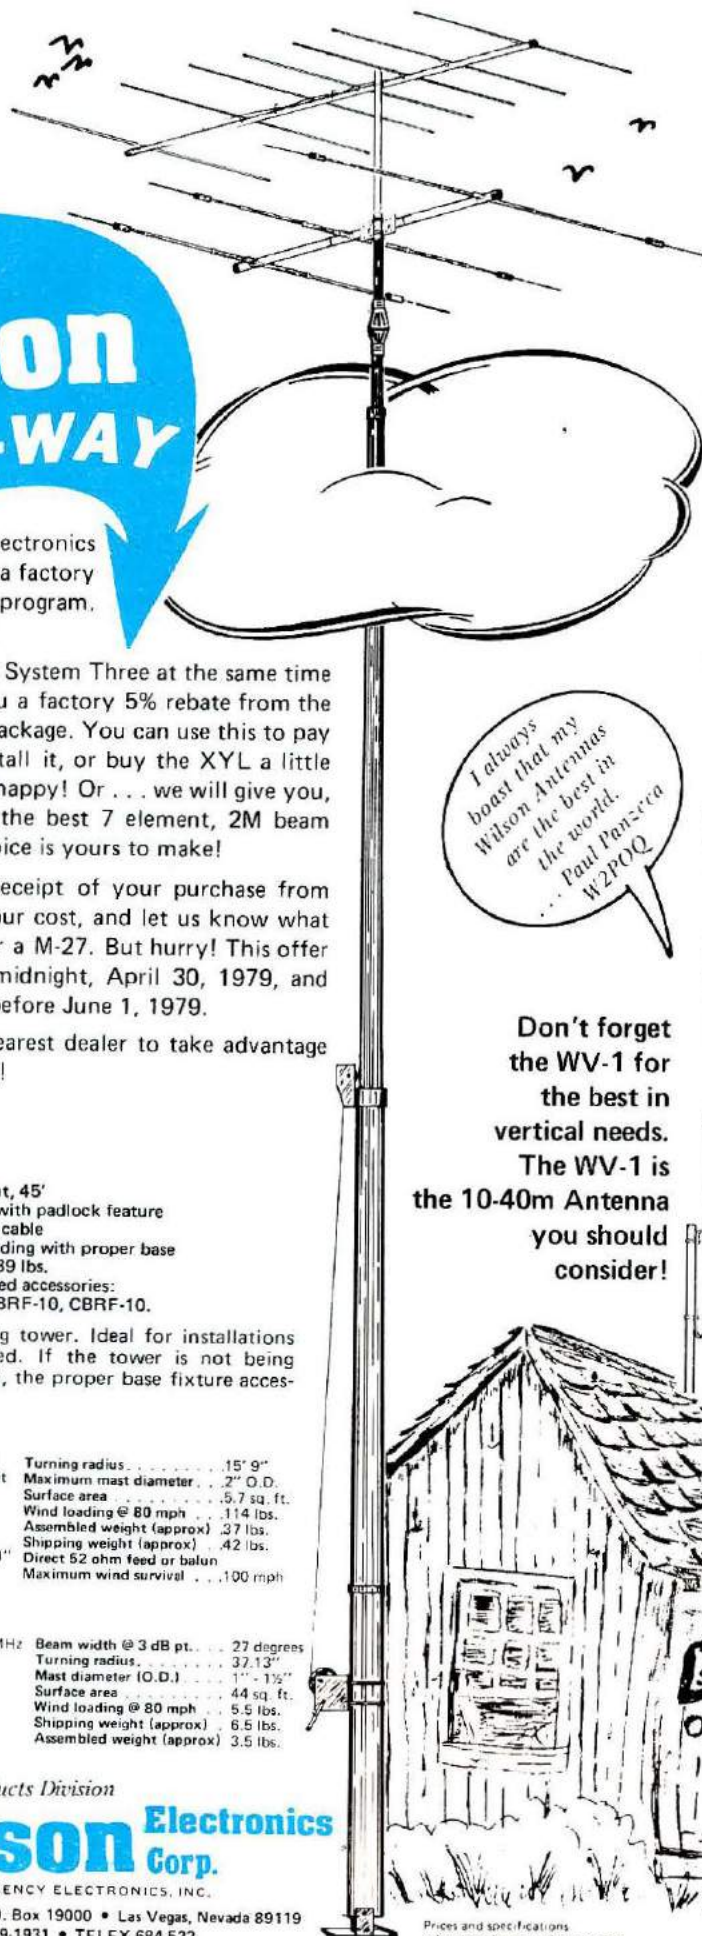 on
-WAY
ectronics
a factory
program.
System Three at the same time
u a factory 5% rebate from the
ackage. You can use this to pay
tall it, or buy the XYL a little
happy! Or . . . we will give you,
the best 7 element, 2M beam
oice is yours to make!
eceipt of your purchase from
our cost, and let us know what
r a M-27. But hurry! This offer
midnight, April 30, 1979, and
efore June 1, 1979.
earest dealer to take advantage
!
I always
boast that my
Wilson Antennas
are the best in
the world.
... Paul Panzeca
W2POQ
Don't forget
the WV-1 for
the best in
vertical needs.
The WV-1 is
the 10-40m Antenna
you should
consider!
t, 45'
with padlock feature
cable
ding with proper base
89 lbs.
ed accessories:
BRF-10, CBRF-10.
g tower. Ideal for installations
ed. If the tower is not being
, the proper base fixture acces-
Turning radius . . . . . . . . . .15' 9"
t Maximum mast diameter . . .2" O.D.
Surface area . . . . . . . . . .5.7 sq. ft.
Wind loading @ 80 mph . . .114 lbs.
Assembled weight (approx) .37 lbs.
Shipping weight (approx) . .42 lbs.
" Direct 52 ohm feed or balun
Maximum wind survival . . .100 mph
MHz Beam width @ 3 dB pt. . . . 27 degrees
Turning radius. . . . . . . . . 37.13"
Mast diameter (O.D.) . . . . 1" - 1½"
Surface area . . . . . . . . . 44 sq. ft.
Wind loading @ 80 mph . . 5.5 lbs.
Shipping weight (approx) . 6.5 lbs.
Assembled weight (approx) 3.5 lbs.
ucts Division
son Electronics
Corp.
ENCY ELECTRONICS, INC.
. Box 19000 • Las Vegas, Nevada 89119
9-1931 • TELEX 684-522
Prices and specifications